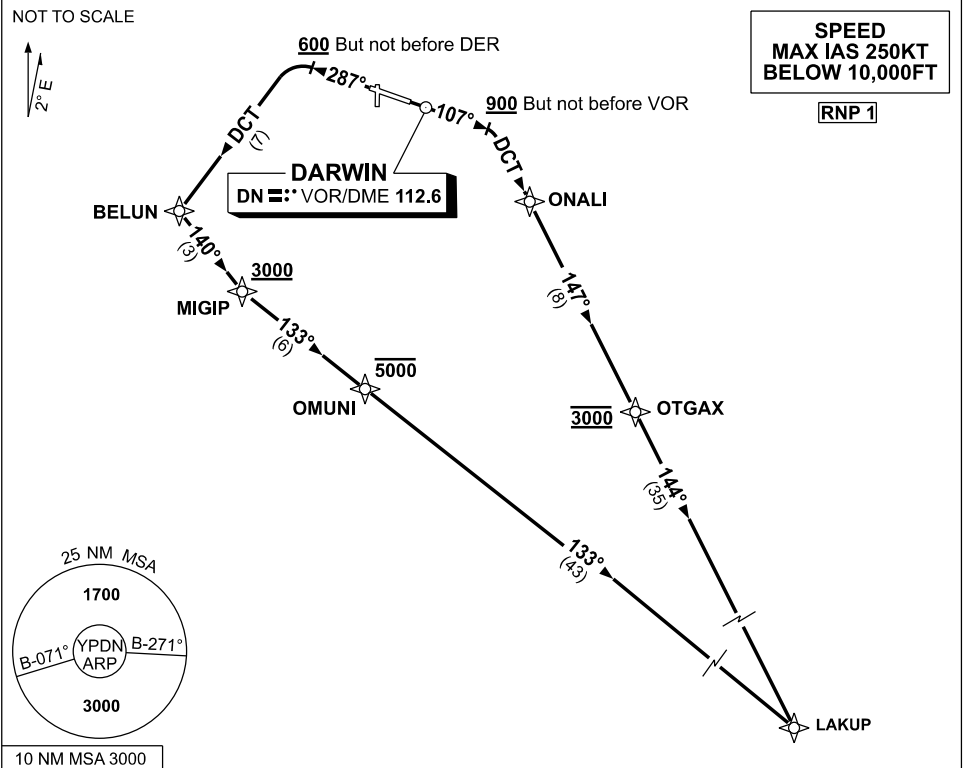 NOT TO SCALE
2° E
SPEED
MAX IAS 250KT
BELOW 10,000FT
RNP 1
600 But not before DER
287°
107°
900 But not before VOR
DCT
(7)
DCT
DARWIN
DN VOR/DME 112.6
BELUN
ONALI
140°
(3)
3000
MIGIP
147°
(8)
133°
(6)
5000
OMUNI
3000
OTGAX
144°
(35)
133°
(43)
25 NM MSA
1700
B-071°
YPDN
ARP
B-271°
3000
LAKUP
10 NM MSA 3000